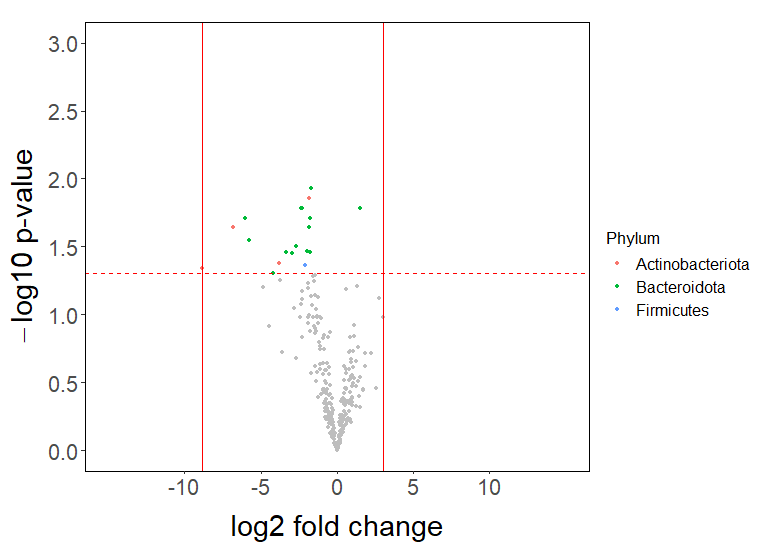 3.0
2.5
2.0
1.5
1.0
0.5
0.0
− log10 p-value
-10
-5
0
5
10
log2 fold change
Phylum
Actinobacteriota
Bacteroidota
Firmicutes